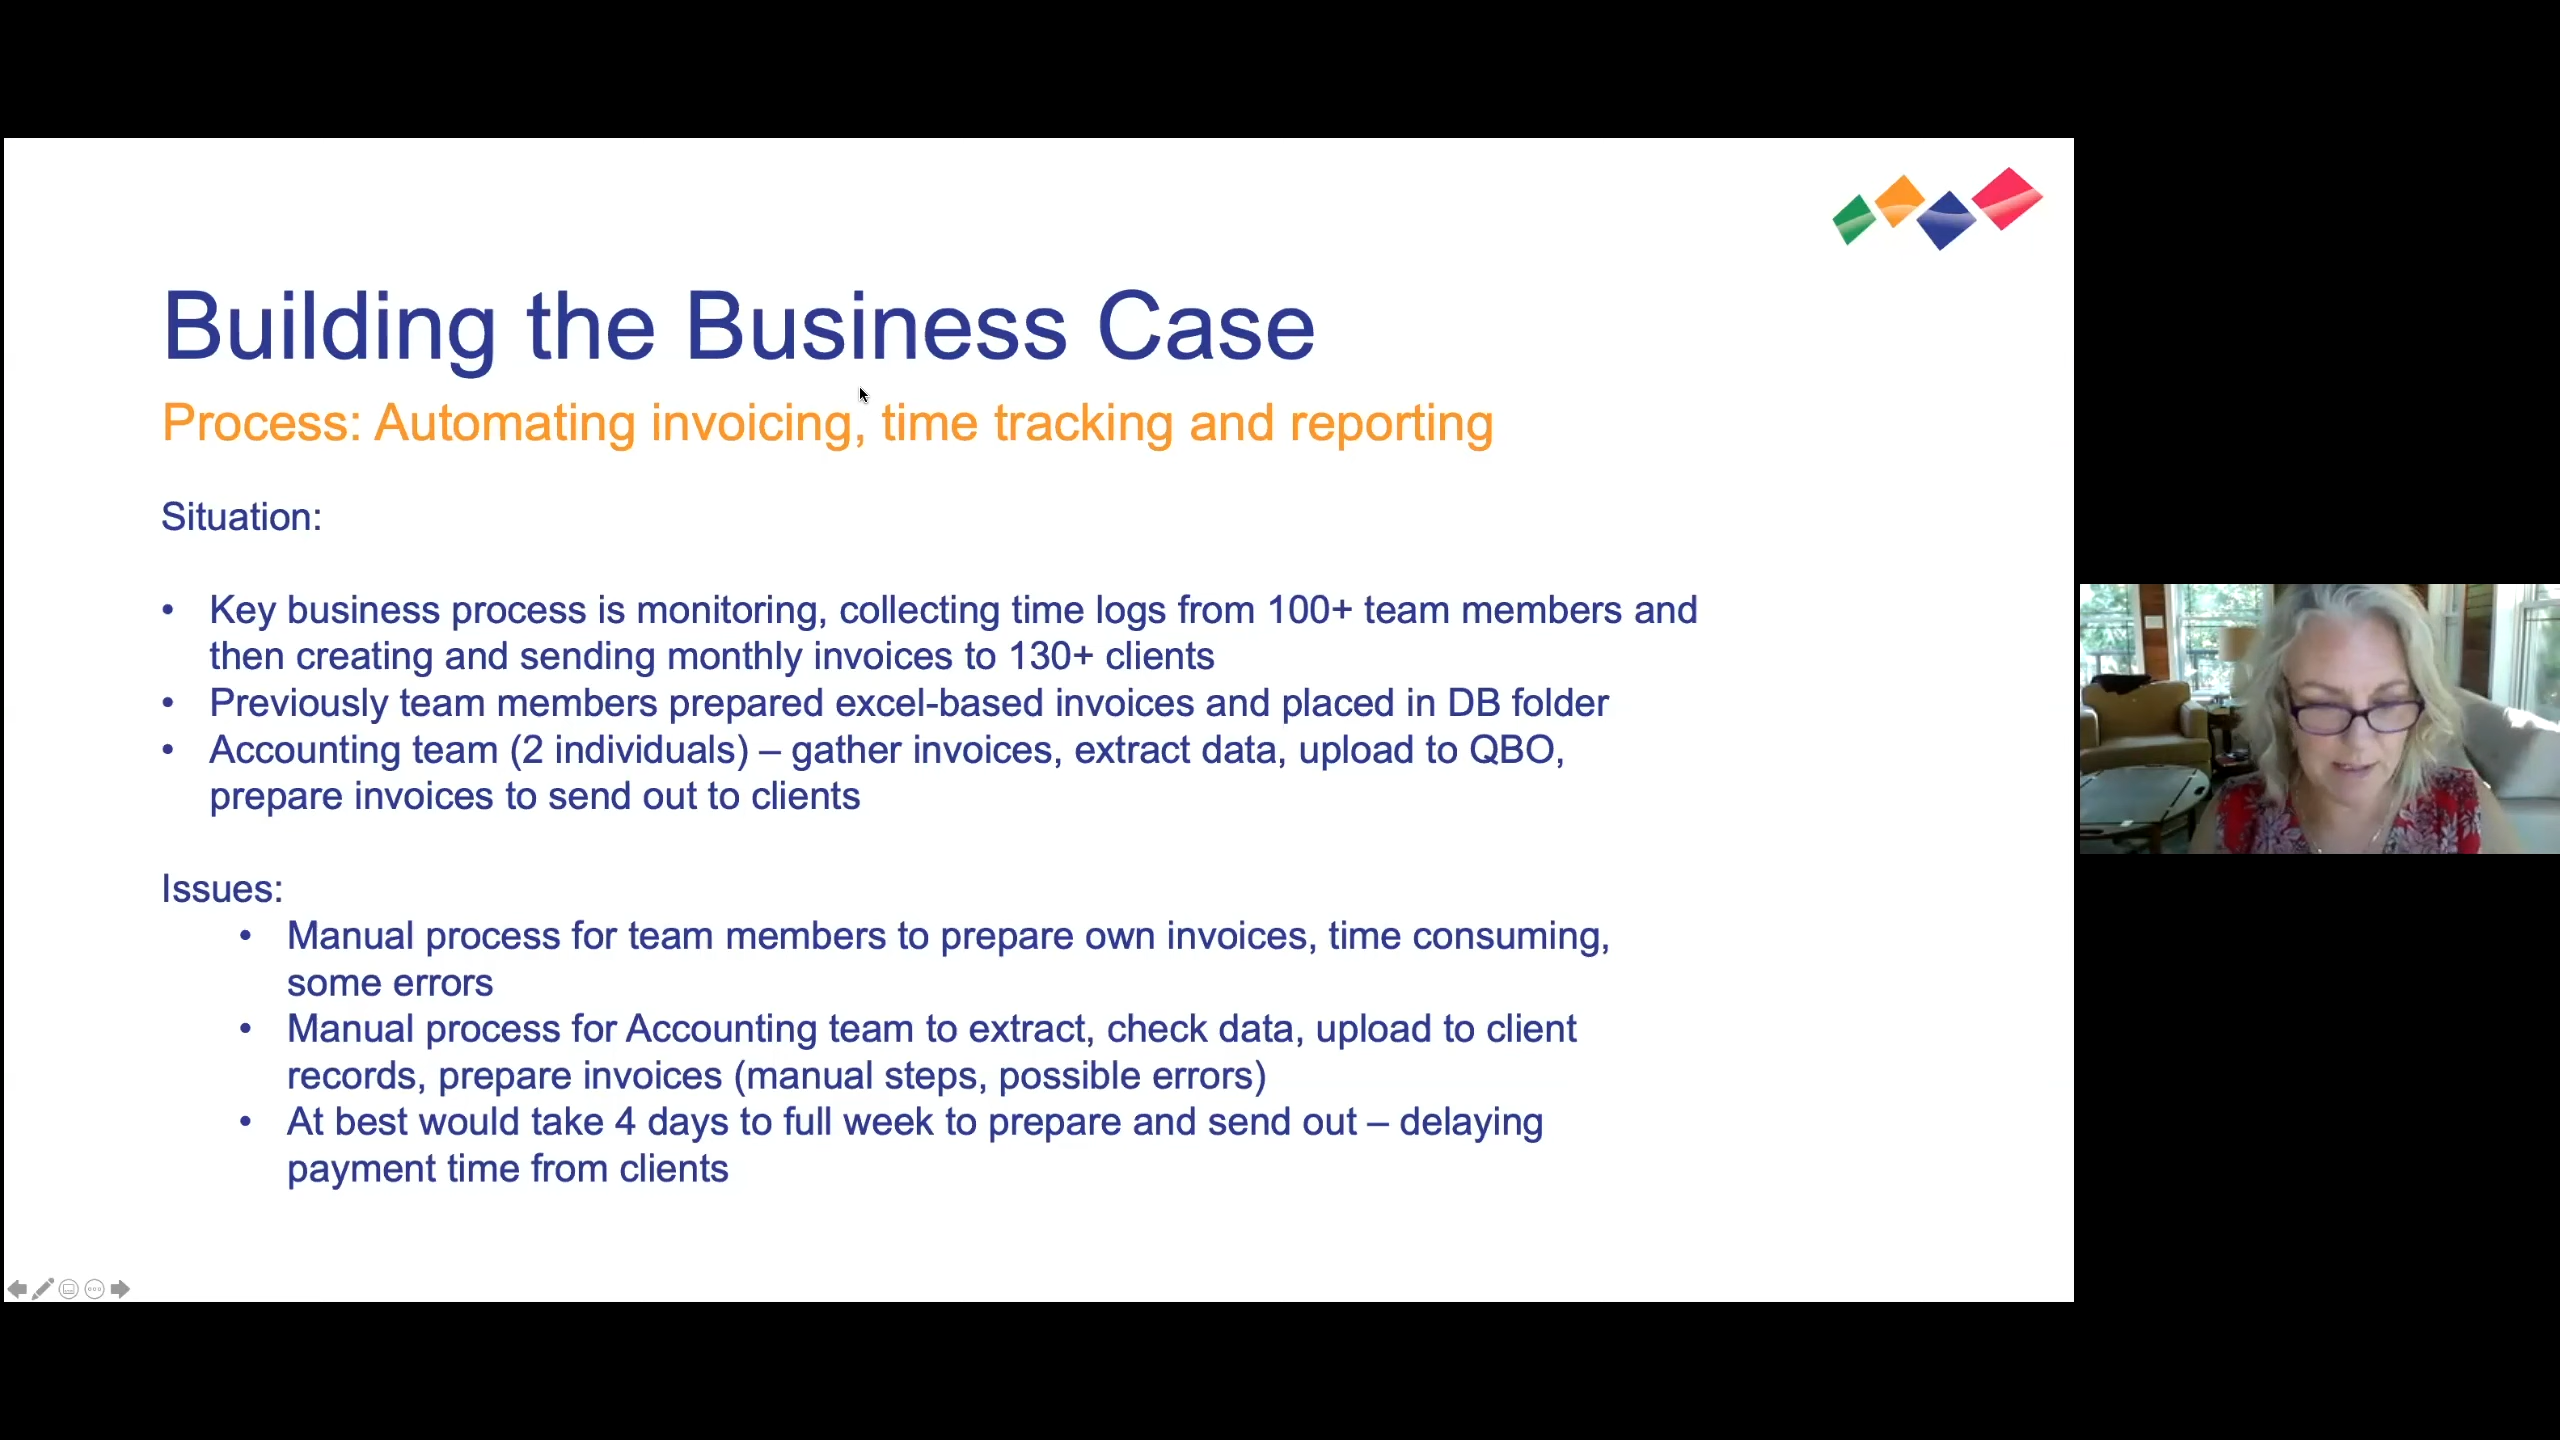 Building the Business Case
Process: Automating invoicing, time tracking and reporting
Situation:
• Key business process is monitoring, collecting time logs from 100+ team members and
then creating and sending monthly invoices to 130+ clients
• Previously team members prepared excel-based invoices and placed in DB folder
• Accounting team (2 individuals) – gather invoices, extract data, upload to QBO,
prepare invoices to send out to clients
Issues:
• Manual process for team members to prepare own invoices, time consuming,
some errors
• Manual process for Accounting team to extract, check data, upload to client
records, prepare invoices (manual steps, possible errors)
• At best would take 4 days to full week to prepare and send out – delaying
payment time from clients